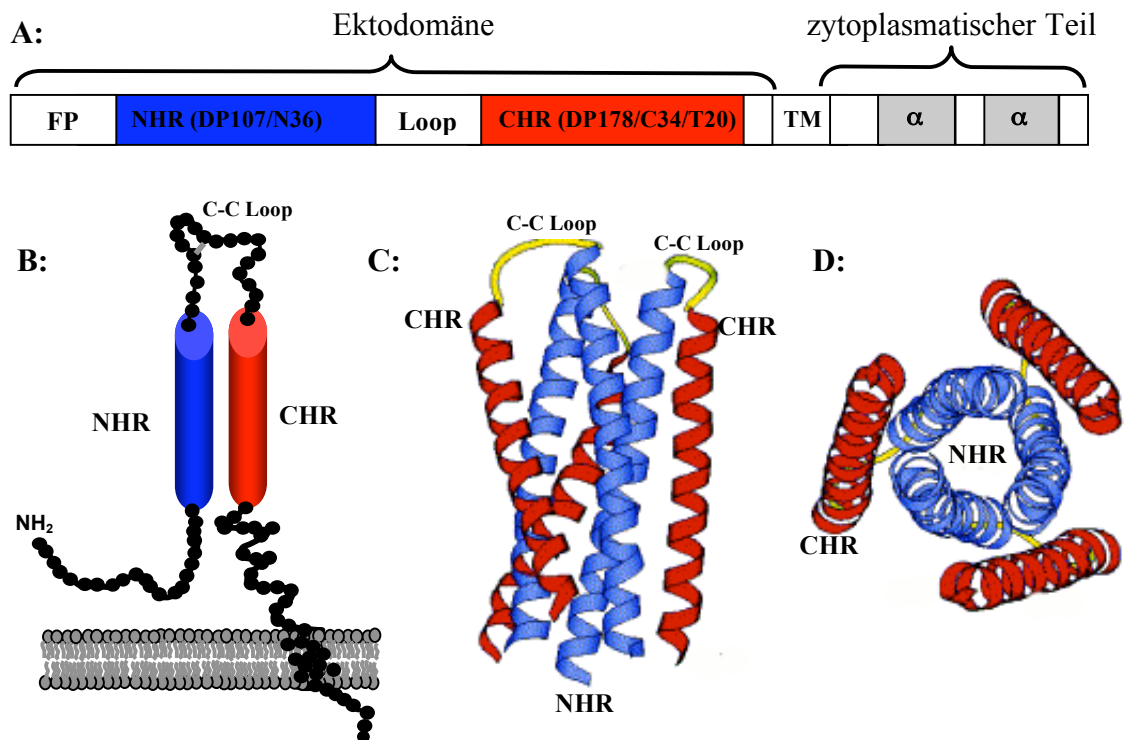 A:
Ektodomäne
zytoplasmatischer Teil
FP
NHR (DP107/N36)
Loop
CHR (DP178/C34/T20)
TM
α
α
B:
C-C Loop
NHR
CHR
NH₂
C:
C-C Loop
C-C Loop
CHR
CHR
NHR
D:
NHR
CHR